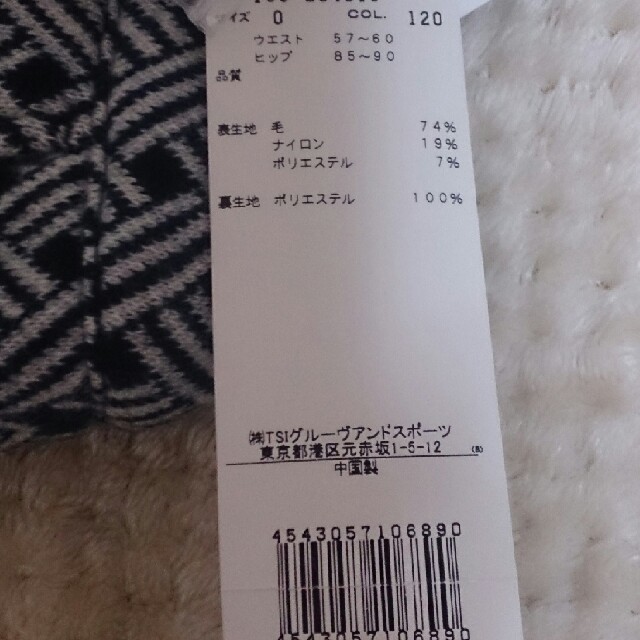 イズ 0 COL. 120
ウエスト 57~60
ヒップ 85~90
品質
表生地 毛 74%
ナイロン 19%
ポリエステル 7%
裏生地 ポリエステル 100%
㈱TSIグルーヴアンドスポーツ
東京都港区元赤坂1-5-12
中国製
4543057106890
4543057106890